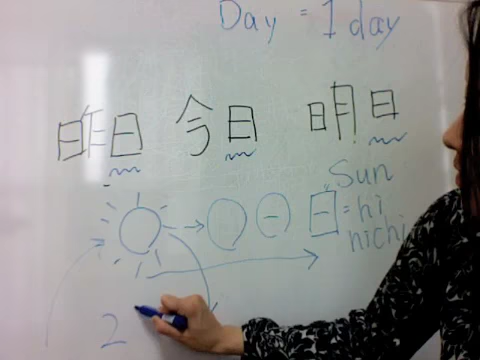 Day = 1 day
昨日 今日 明日
"Sun
日 = hi
nichi
2